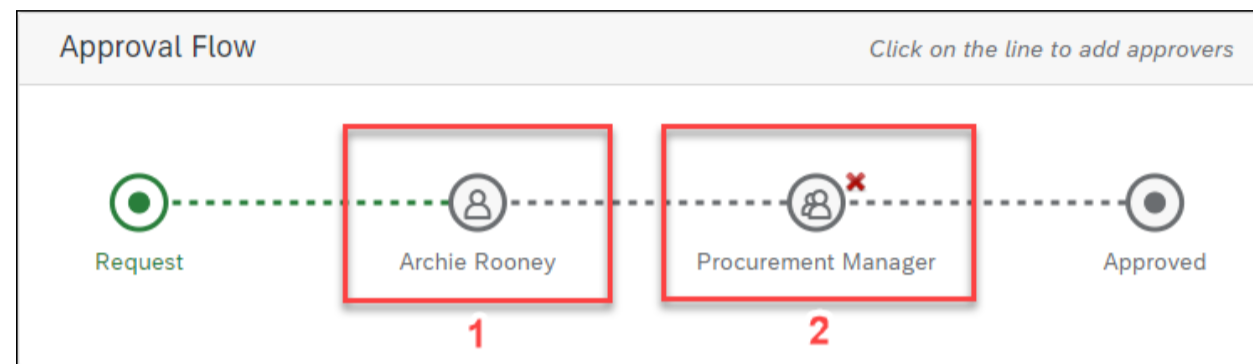 Approval Flow
Click on the line to add approvers
Request
Archie Rooney
Procurement Manager
Approved
1
2